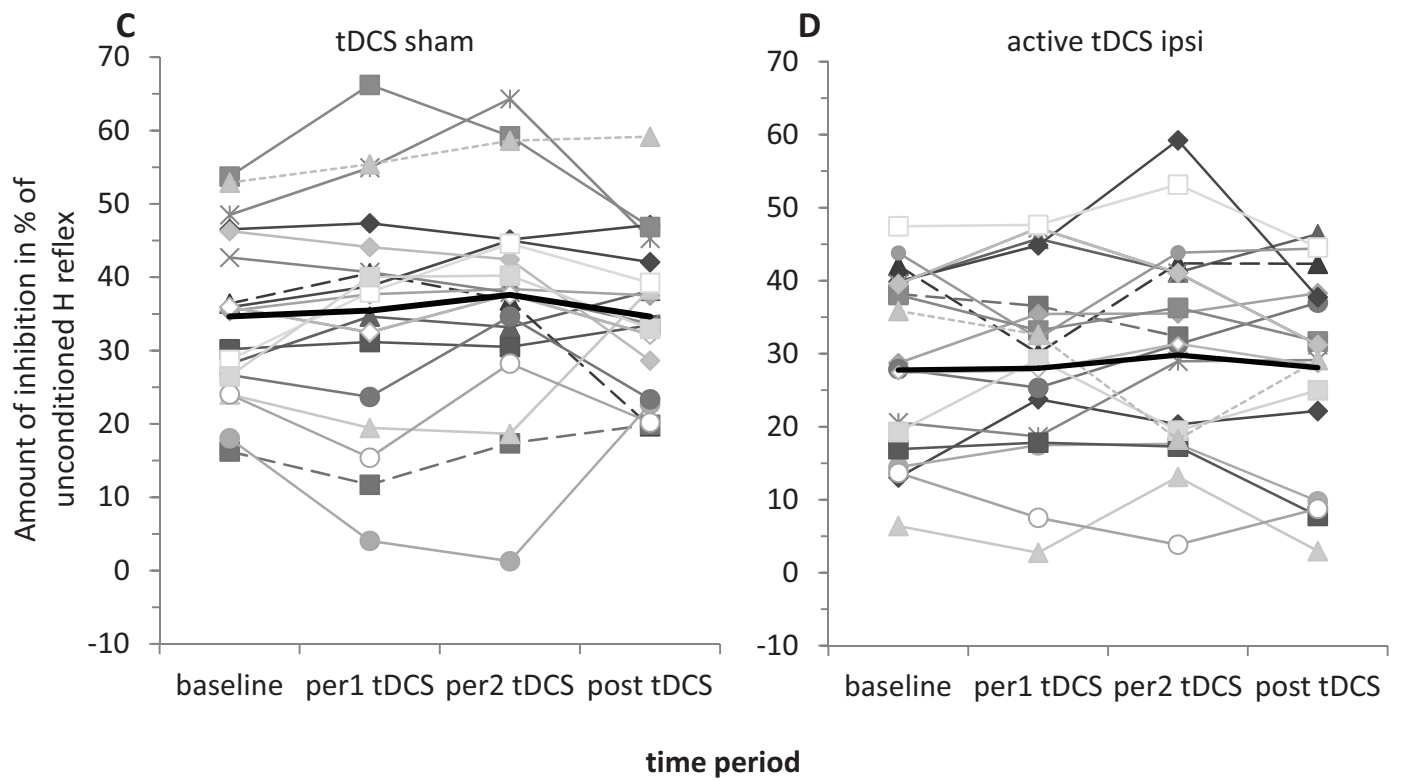 C
tDCS sham
D
active tDCS ipsi
Amount of inhibition in % of
unconditioned H reflex
70
60
50
40
30
20
10
0
-10
70
60
50
40
30
20
10
0
-10
baseline per1 tDCS per2 tDCS post tDCS
baseline per1 tDCS per2 tDCS post tDCS
time period